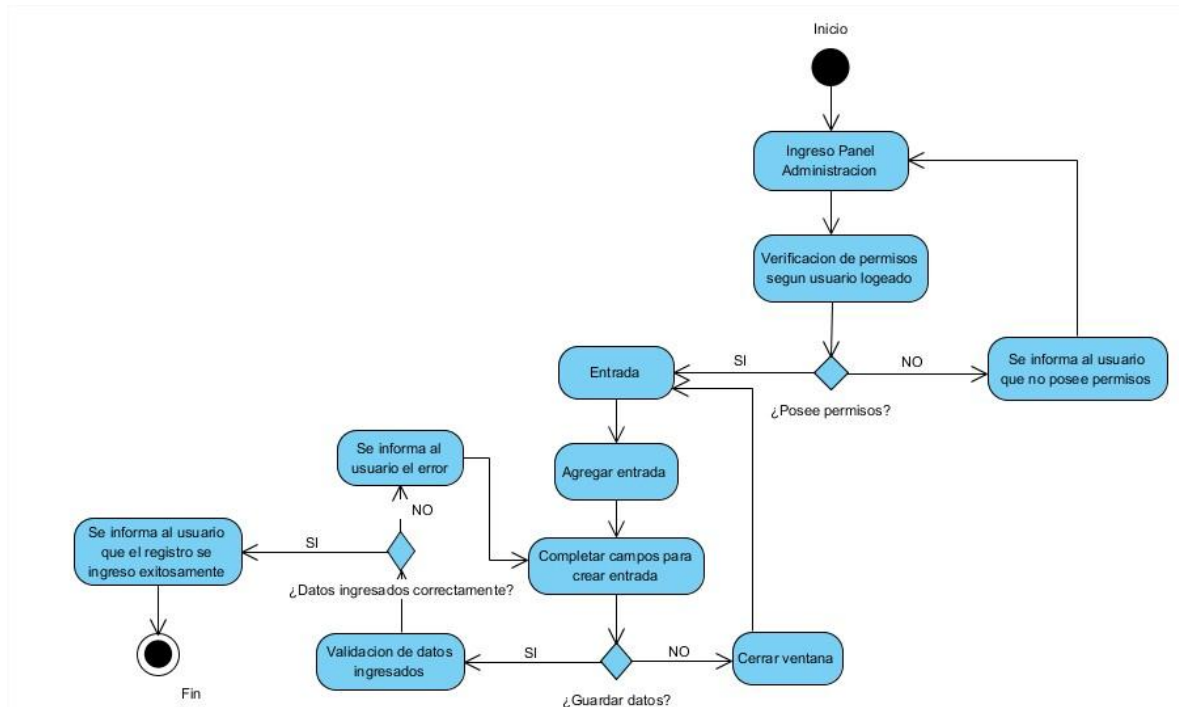 Inicio
Ingreso Panel
Administracion
Verificacion de permisos
segun usuario logeado
SI
NO
¿Posee permisos?
Se informa al usuario
que no posee permisos
Entrada
Agregar entrada
Completar campos para
crear entrada
SI
NO
¿Guardar datos?
Cerrar ventana
Validacion de datos
ingresados
¿Datos ingresados correctamente?
NO
Se informa al
usuario el error
SI
Se informa al usuario
que el registro se
ingreso exitosamente
Fin